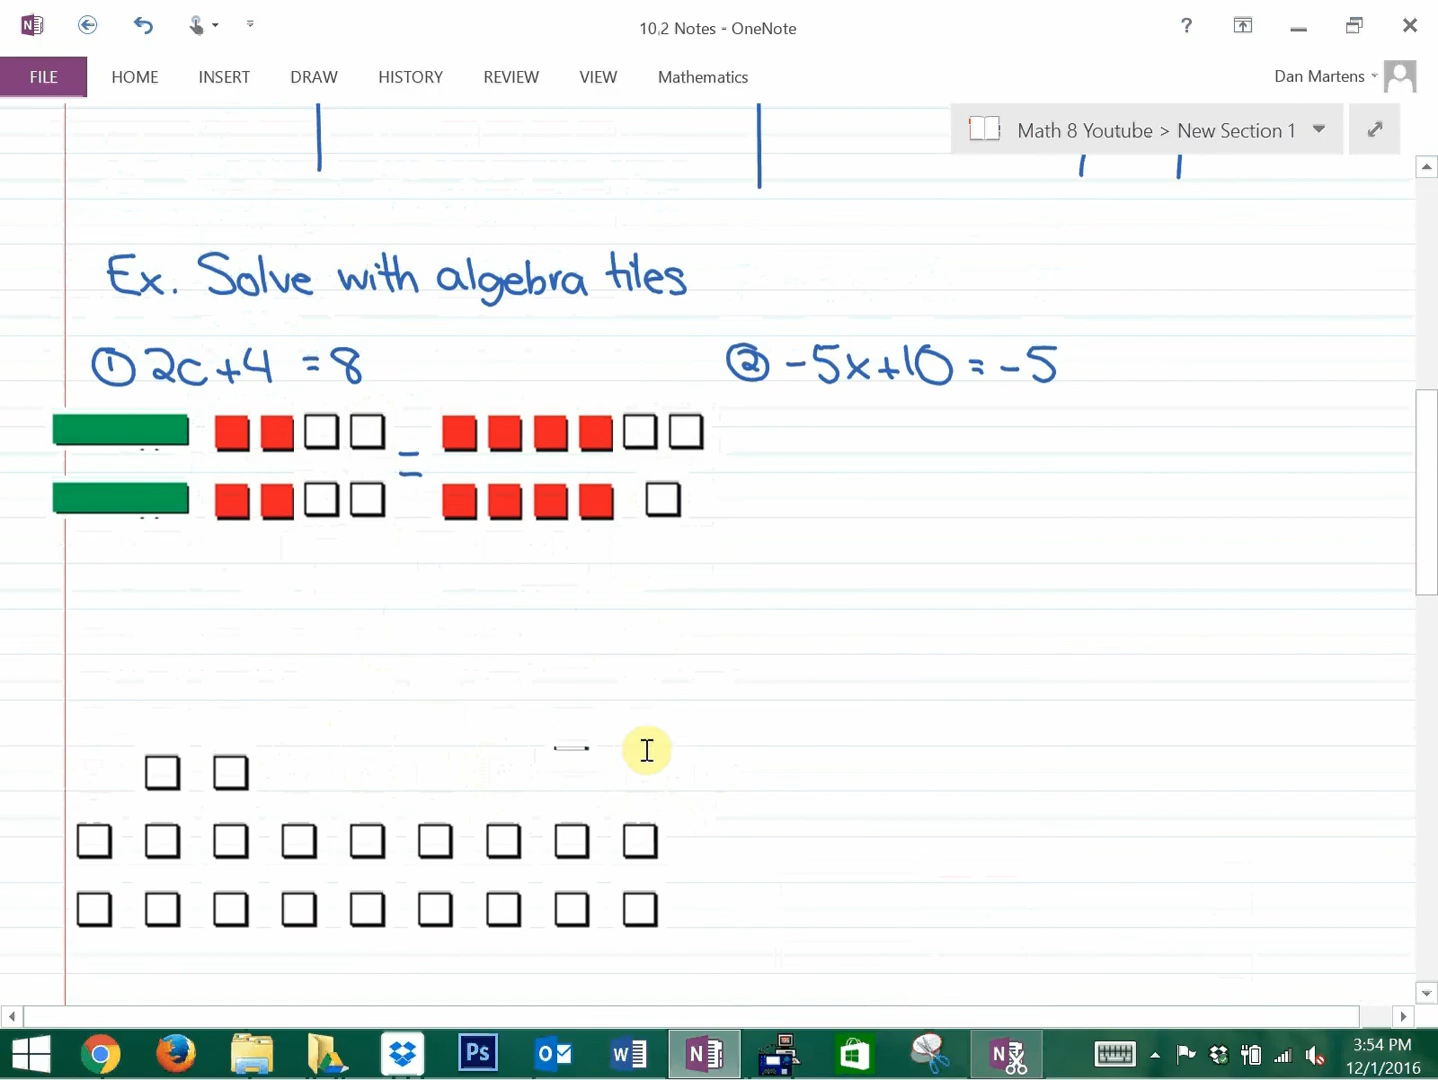 10,2 Notes - OneNote
?
FILE HOME INSERT DRAW HISTORY REVIEW VIEW Mathematics
Dan Martens
Math 8 Youtube > New Section 1
Ex. Solve with algebra tiles
① 2c+4 = 8
② -5x+10 = -5
=
Ps
3:54 PM
12/1/2016